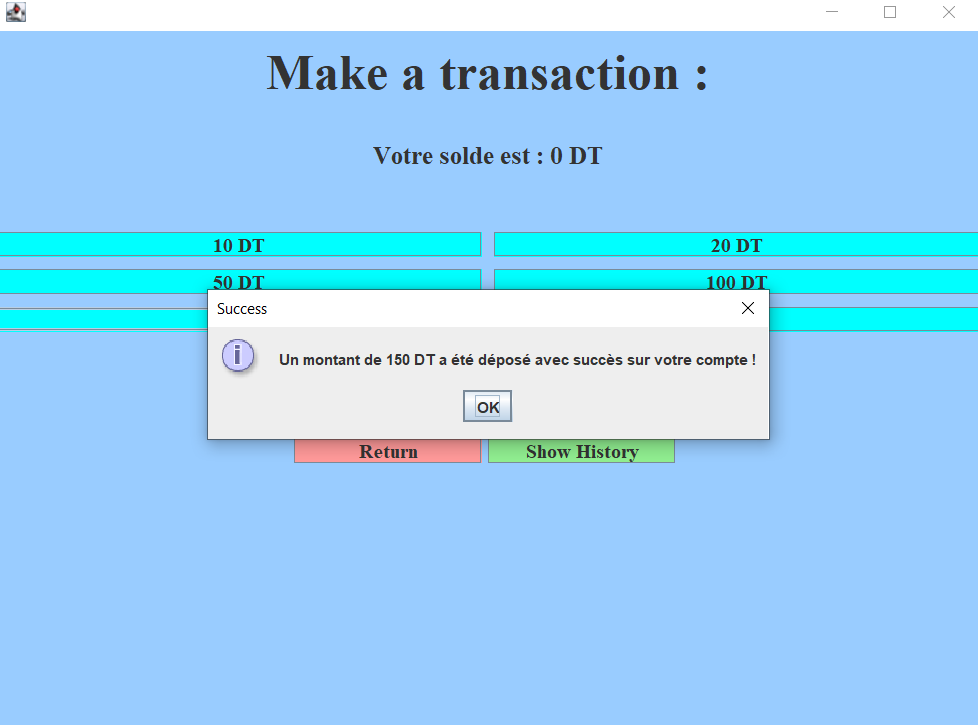 Make a transaction :
Votre solde est : 0 DT
10 DT
20 DT
50 DT
100 DT
Success
Un montant de 150 DT a été déposé avec succès sur votre compte !
OK
Return
Show History